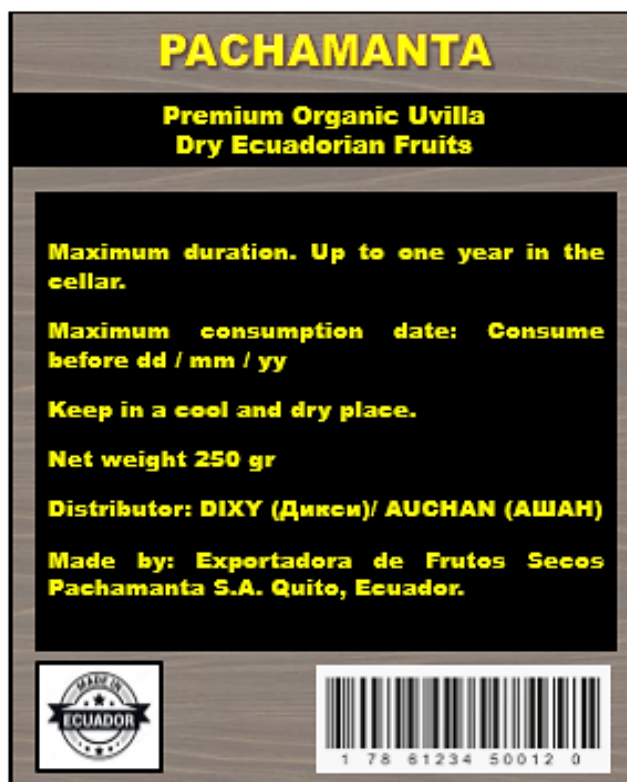 PACHAMANTA
Premium Organic Uvilla
Dry Ecuadorian Fruits
Maximum duration. Up to one year in the
cellar.
Maximum consumption date: Consume
before dd / mm / yy
Keep in a cool and dry place.
Net weight 250 gr
Distributor: DIXY (Дикси)/ AUCHAN (АШАН)
Made by: Exportadora de Frutos Secos
Pachamanta S.A. Quito, Ecuador.
MADE IN
ECUADOR
1 78 61234 50012 0